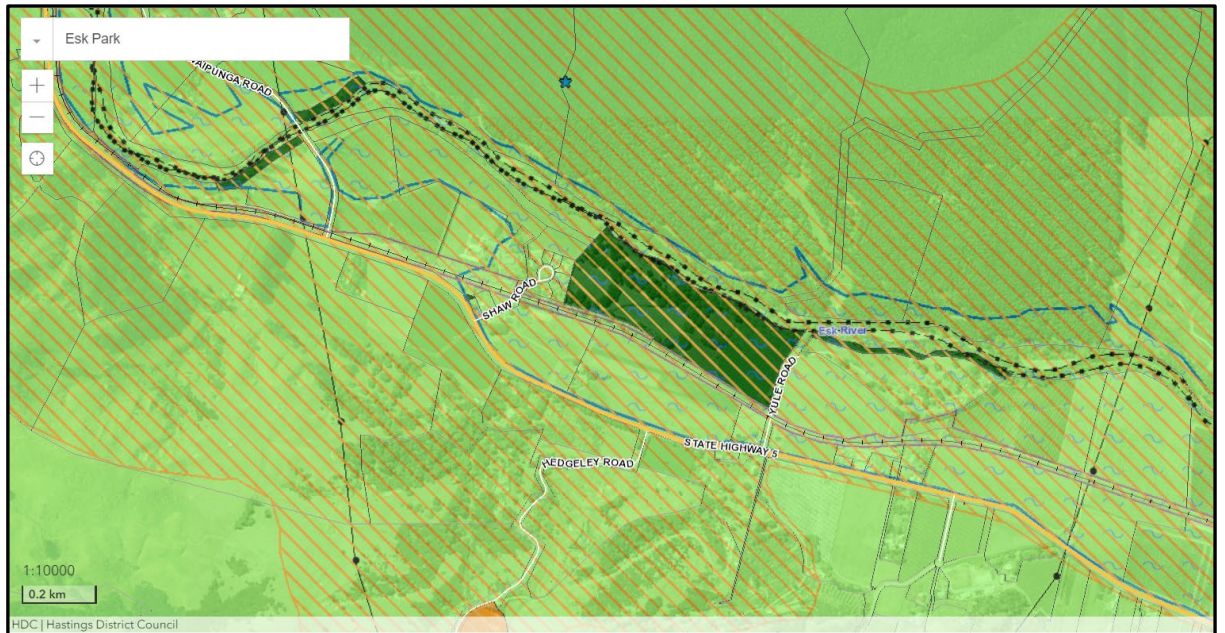 Esk Park
VAIPUNGA ROAD
SHAW ROAD
Esk River
YULE ROAD
STATE HIGHWAY 5
HEDGELEY ROAD
1:10000
0.2 km
HDC | Hastings District Council